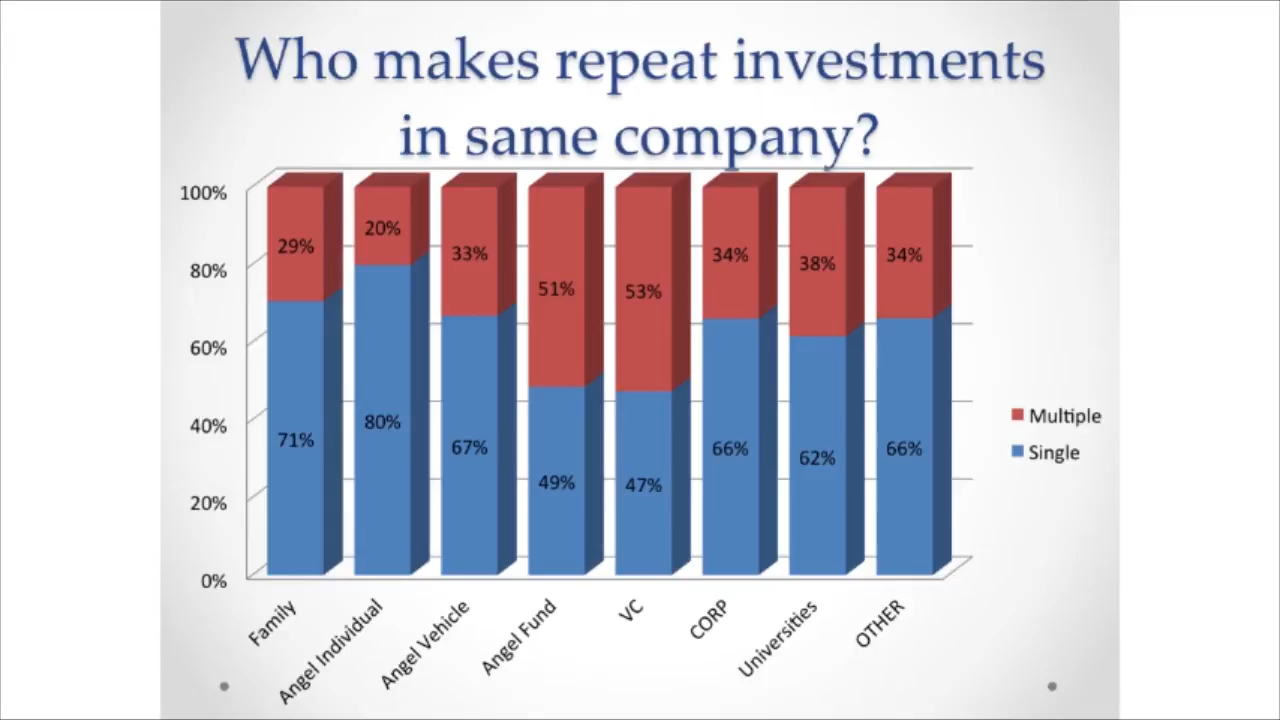 Who makes repeat investments
in same company?
100%
80%
60%
40%
20%
0%
29%
20%
33%
51%
53%
34%
38%
34%
71%
80%
67%
49%
47%
66%
62%
66%
Family
Angel Individual
Angel Vehicle
Angel Fund
VC
CORP
Universities
OTHER
Multiple
Single